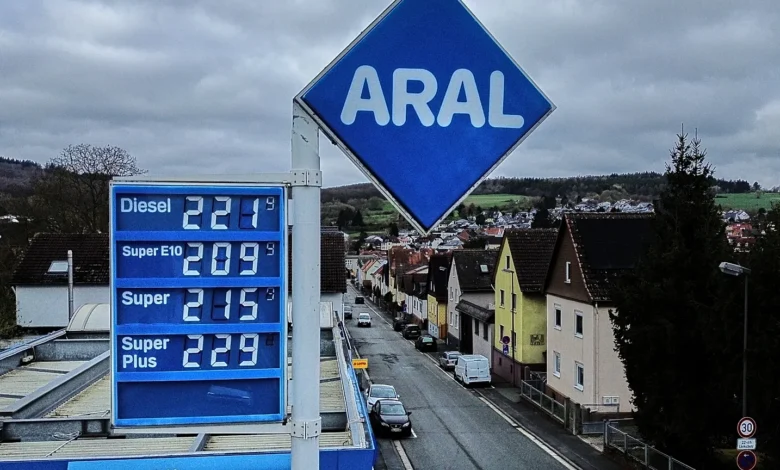 ARAL
Diesel 221 9
Super E10 209 9
Super 215 9
Super
Plus 229 9
30